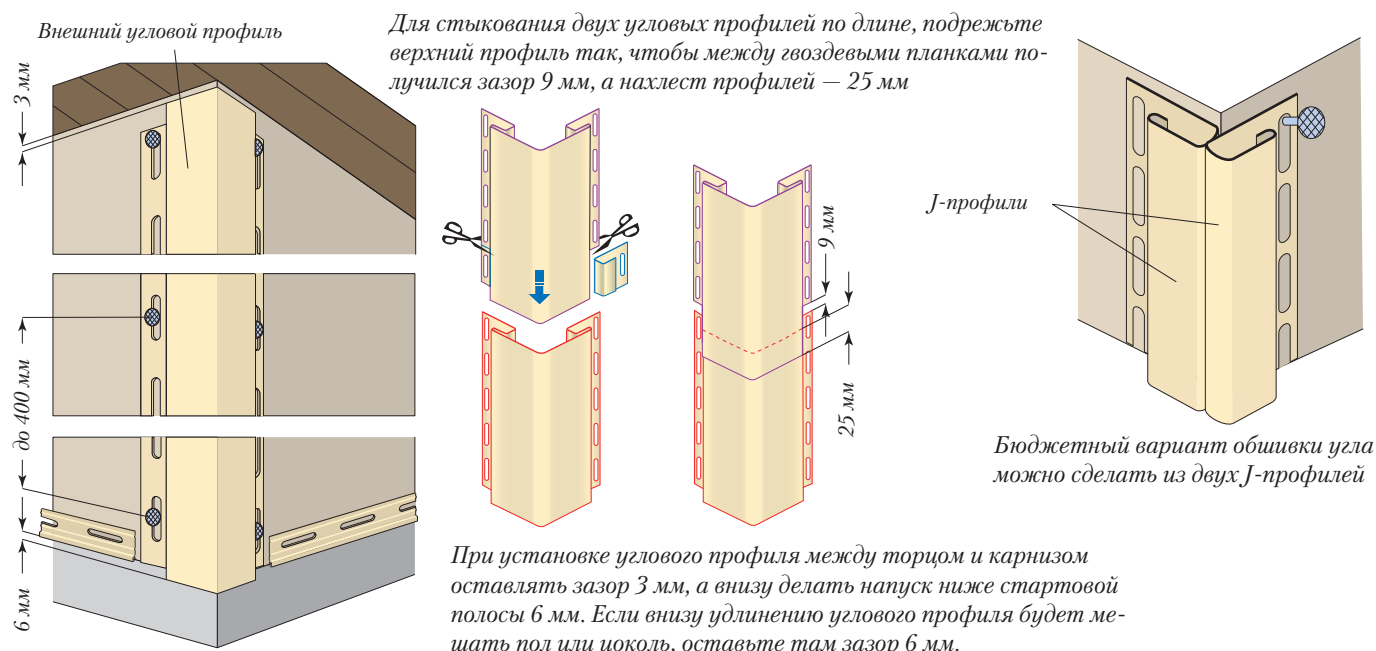 Внешний угловой профиль
3 мм
до 400 мм
6 мм
Для стыкования двух угловых профилей по длине, подрежьте
верхний профиль так, чтобы между гвоздевыми планками по-
лучился зазор 9 мм, а нахлест профилей — 25 мм
9 мм
25 мм
J-профили
Бюджетный вариант обшивки угла
можно сделать из двух J-профилей
При установке углового профиля между торцом и карнизом
оставлять зазор 3 мм, а внизу делать напуск ниже стартовой
полосы 6 мм. Если внизу удлинению углового профиля будет ме-
шать пол или цоколь, оставьте там зазор 6 мм.